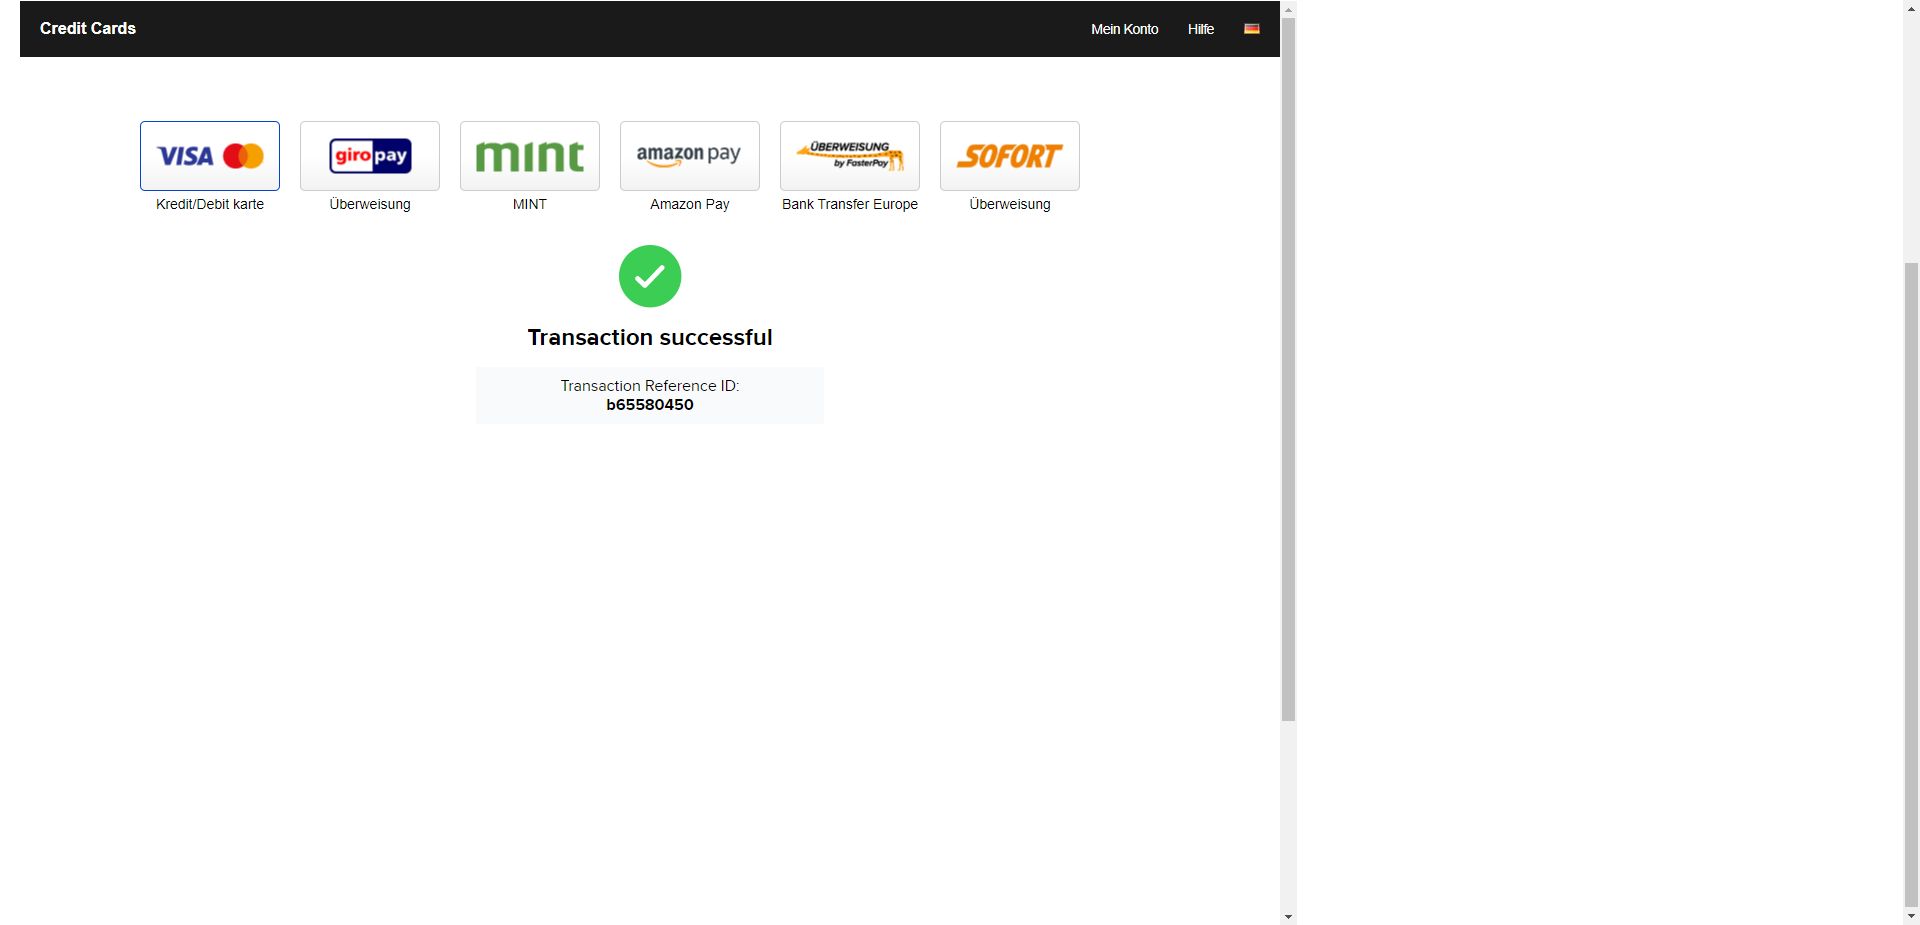 Credit Cards Mein Konto Hilfe
VISA giropay mint amazon pay ÜBERWEISUNG by FasterPay SOFORT
Kredit/Debit karte Überweisung MINT Amazon Pay Bank Transfer Europe Überweisung
Transaction successful
Transaction Reference ID:
b65580450